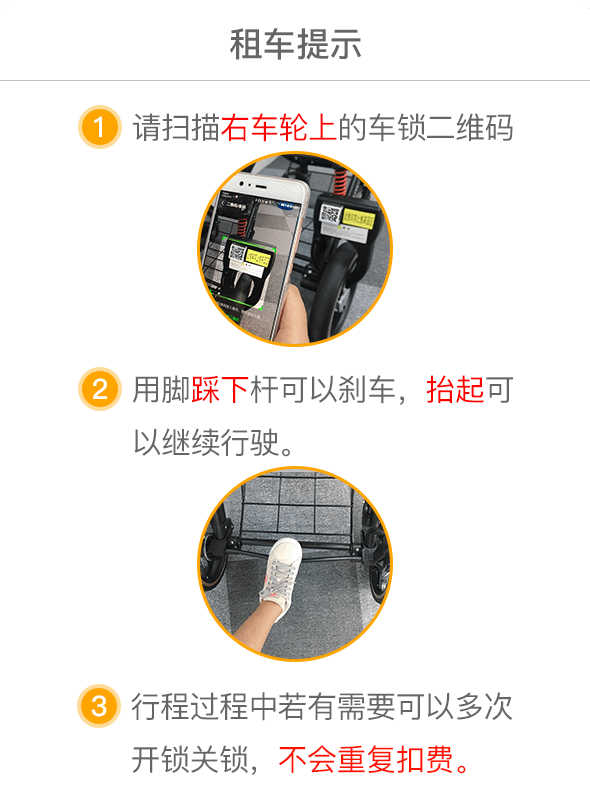 租车提示
1 请扫描右车轮上的车锁二维码
2 用脚踩下杆可以刹车，抬起可
以继续行驶。
3 行程过程中若有需要可以多次
开锁关锁，不会重复扣费。